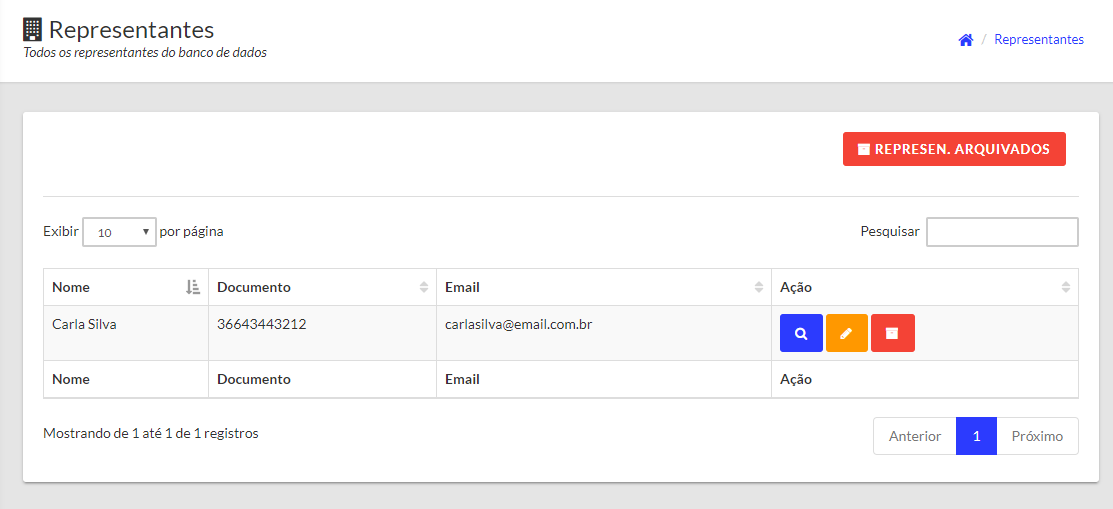 Representantes
Todos os representantes do banco de dados
/ Representantes
REPRESEN. ARQUIVADOS
Exibir 10 por página
Pesquisar
Nome Documento Email Ação
Carla Silva 36643443212 carlasilva@email.com.br
Nome Documento Email Ação
Mostrando de 1 até 1 de 1 registros
Anterior 1 Próximo